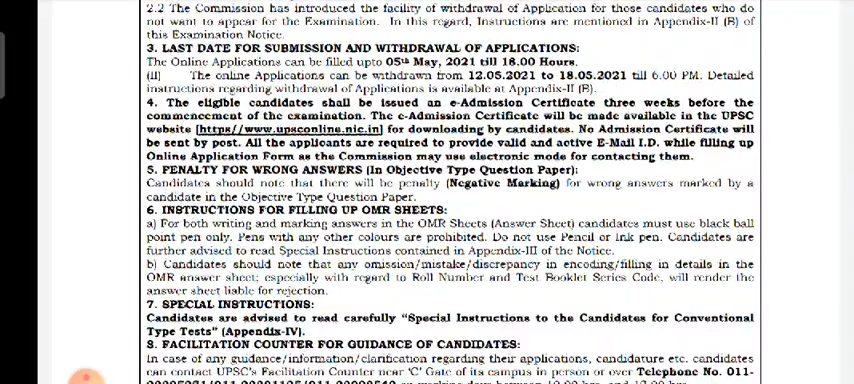 2.2 The Commission has introduced the facility of withdrawal of Application for those candidates who do
not want to appear for the Examination. In this regard, Instructions are mentioned in Appendix-II (B) of
this Examination Notice.
3. LAST DATE FOR SUBMISSION AND WITHDRAWAL OF APPLICATIONS:
The Online Applications can be filled upto 05th May, 2021 till 18.00 Hours.
(II) The online Applications can be withdrawn from 12.05.2021 to 18.05.2021 till 6.00 PM. Detailed
instructions regarding withdrawal of Applications is available at Appendix-II (B).
4. The eligible candidates shall be issued an e-Admission Certificate three weeks before the
commencement of the examination. The e-Admission Certificate will be made available in the UPSC
website [https//www.upsconline.nic.in] for downloading by candidates. No Admission Certificate will
be sent by post. All the applicants are required to provide valid and active E-Mail I.D. while filling up
Online Application Form as the Commission may use electronic mode for contacting them.
5. PENALTY FOR WRONG ANSWERS (In Objective Type Question Paper):
Candidates should note that there will be penalty (Negative Marking) for wrong answers marked by a
candidate in the Objective Type Question Paper.
6. INSTRUCTIONS FOR FILLING UP OMR SHEETS:
a) For both writing and marking answers in the OMR Sheets (Answer Sheet) candidates must use black ball
point pen only. Pens with any other colours are prohibited. Do not use Pencil or Ink pen. Candidates are
further advised to read Special Instructions contained in Appendix-III of the Notice.
b) Candidates should note that any omission/mistake/discrepancy in encoding/filling in details in the
OMR answer sheet; especially with regard to Roll Number and Test Booklet Series Code, will render the
answer sheet liable for rejection.
7. SPECIAL INSTRUCTIONS:
Candidates are advised to read carefully “Special Instructions to the Candidates for Conventional
Type Tests” (Appendix-IV).
8. FACILITATION COUNTER FOR GUIDANCE OF CANDIDATES:
In case of any guidance/information/clarification regarding their applications, candidature etc. candidates
can contact UPSC's Facilitation Counter near ‘C’ Gate of its campus in person or over Telephone No. 011-